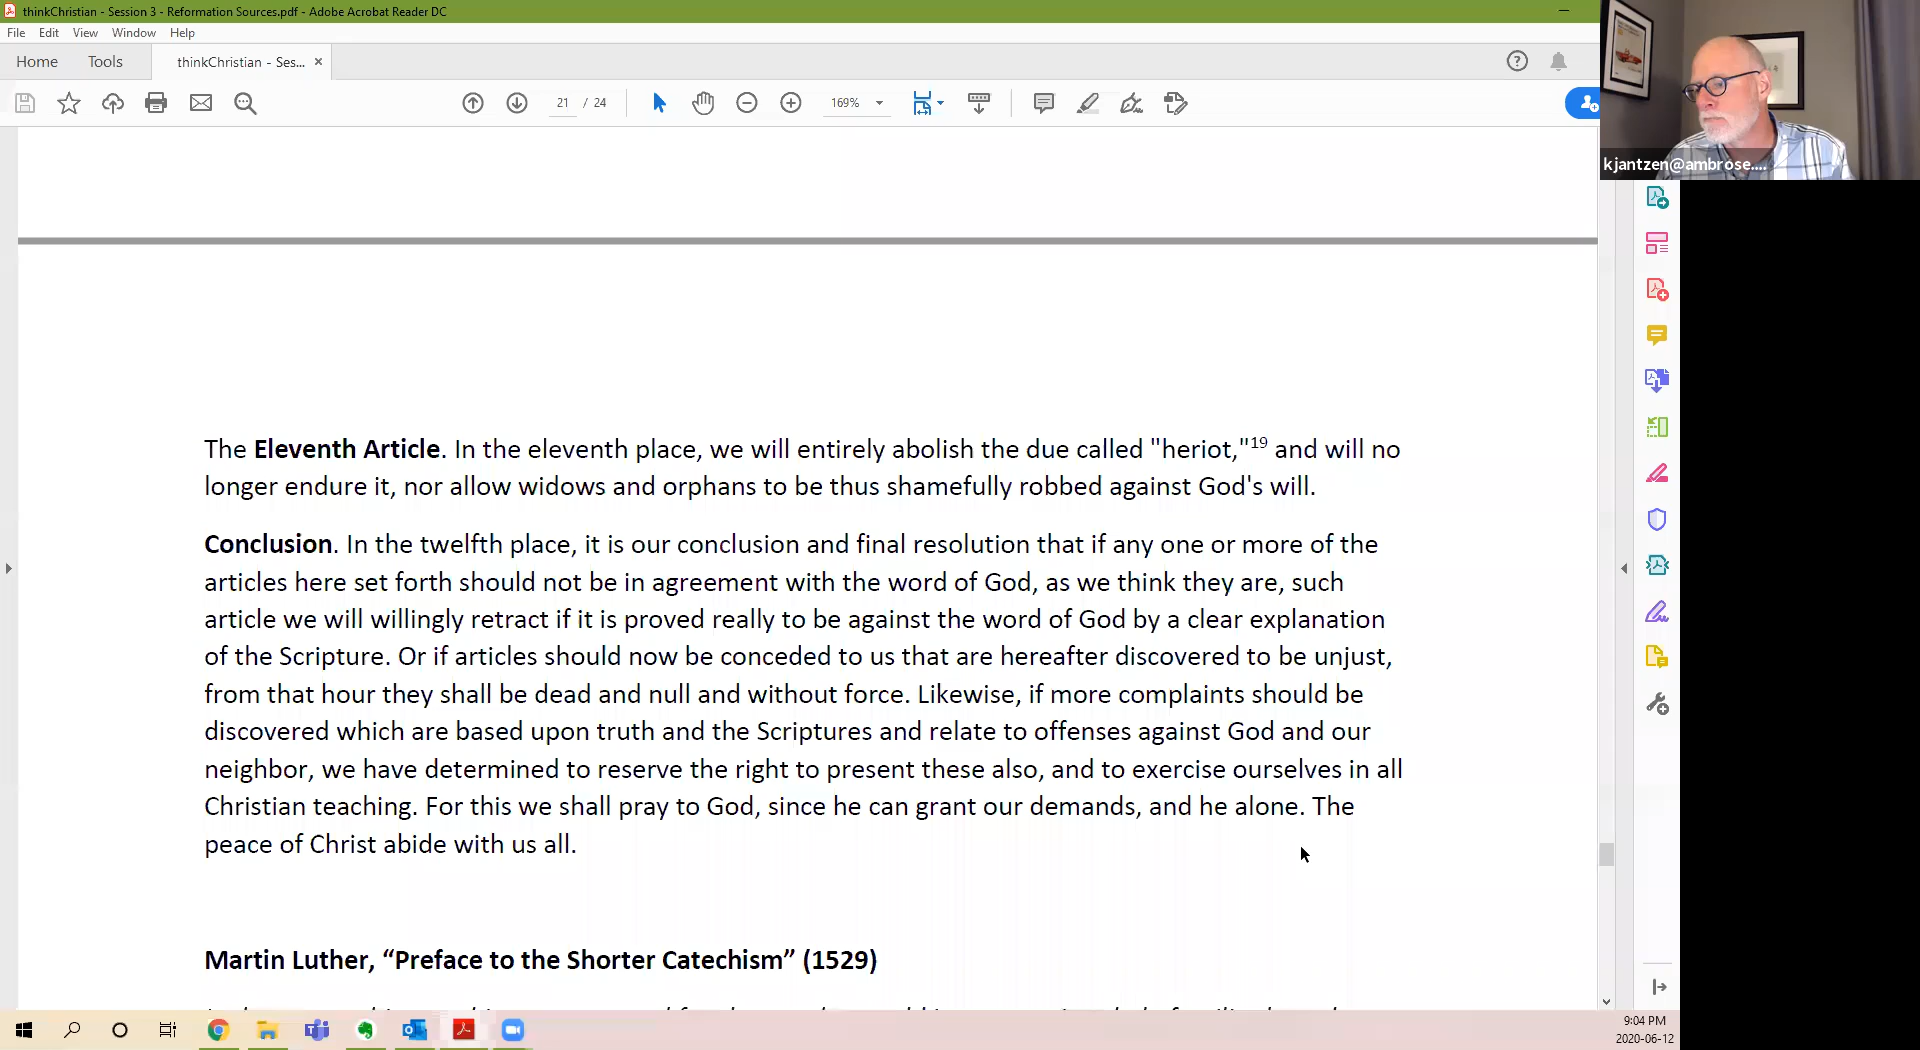 thinkChristian - Session 3 - Reformation Sources.pdf - Adobe Acrobat Reader DC
File Edit View Window Help
Home Tools thinkChristian - Ses... ×
21 / 24 169%
kjantzen@ambrose....
The Eleventh Article. In the eleventh place, we will entirely abolish the due called "heriot,"19 and will no
longer endure it, nor allow widows and orphans to be thus shamefully robbed against God's will.
Conclusion. In the twelfth place, it is our conclusion and final resolution that if any one or more of the
articles here set forth should not be in agreement with the word of God, as we think they are, such
article we will willingly retract if it is proved really to be against the word of God by a clear explanation
of the Scripture. Or if articles should now be conceded to us that are hereafter discovered to be unjust,
from that hour they shall be dead and null and without force. Likewise, if more complaints should be
discovered which are based upon truth and the Scriptures and relate to offenses against God and our
neighbor, we have determined to reserve the right to present these also, and to exercise ourselves in all
Christian teaching. For this we shall pray to God, since he can grant our demands, and he alone. The
peace of Christ abide with us all.
Martin Luther, “Preface to the Shorter Catechism” (1529)
9:04 PM
2020-06-12